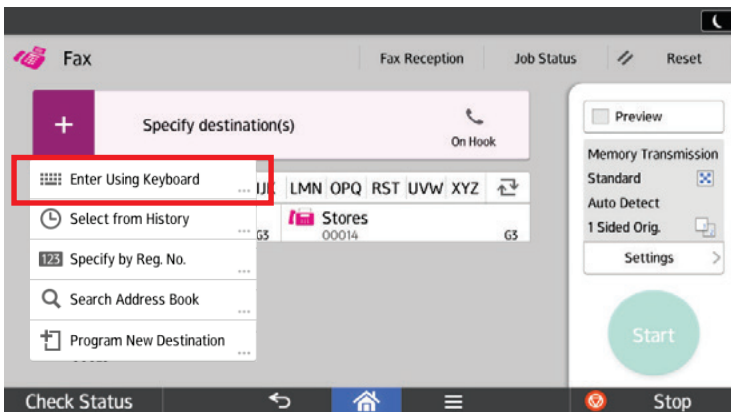 Fax
Fax Reception
Job Status
Reset
+
Specify destination(s)
On Hook
Preview
Memory Transmission
Standard
Auto Detect
1 Sided Orig.
Settings >
Start
Enter Using Keyboard ...
LMN OPQ RST UVW XYZ
Select from History ...
G3
Stores
00014
G3
123 Specify by Reg. No. ...
Search Address Book ...
Program New Destination ...
Check Status
Stop